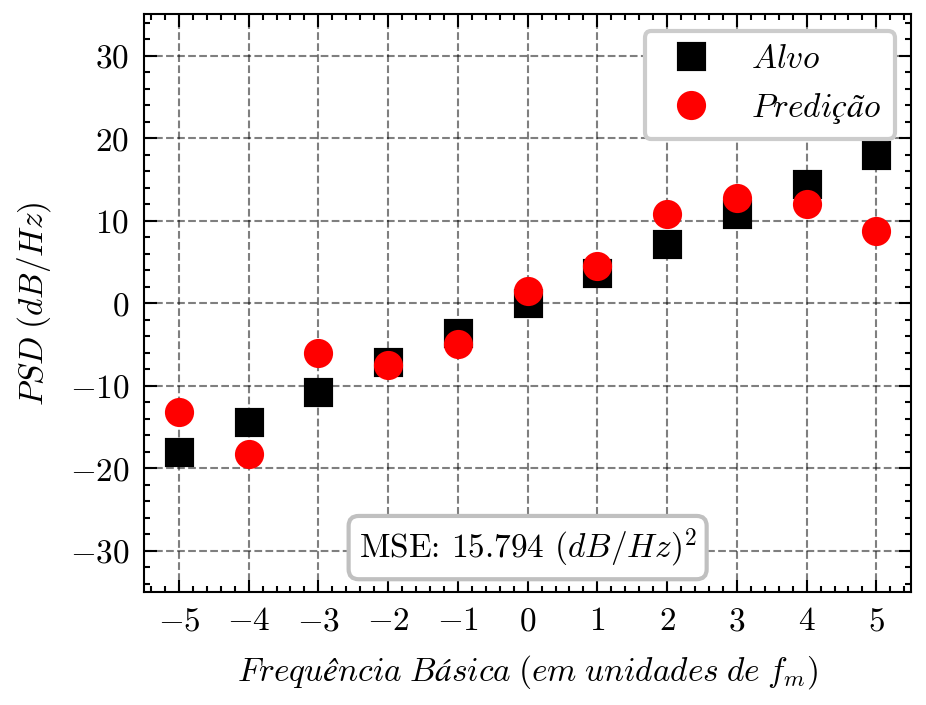 30
20
10
0
−10
−20
−30
PSD (dB/Hz)
Alvo
Predição
MSE: 15.794 (dB/Hz)²
−5 −4 −3 −2 −1 0 1 2 3 4 5
Frequência Básica (em unidades de fₘ)